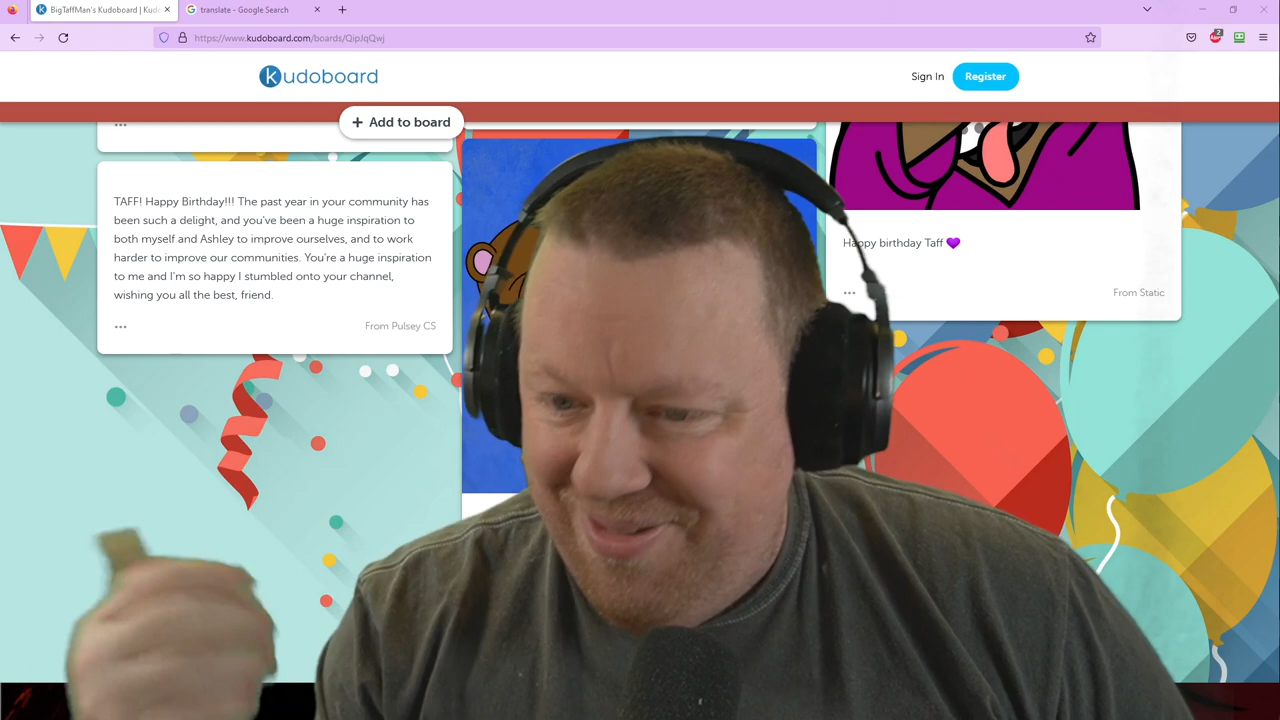 BigTaffMan's Kudoboard | Kudo
translate - Google Search
https://www.kudoboard.com/boards/QipJqQwj
2
kudoboard
Sign In
Register
+ Add to board
TAFF! Happy Birthday!!! The past year in your community has
been such a delight, and you've been a huge inspiration to
both myself and Ashley to improve ourselves, and to work
harder to improve our communities. You're a huge inspiration
to me and I'm so happy I stumbled onto your channel,
wishing you all the best, friend.
From Pulsey CS
Happy birthday Taff 💜
From Static